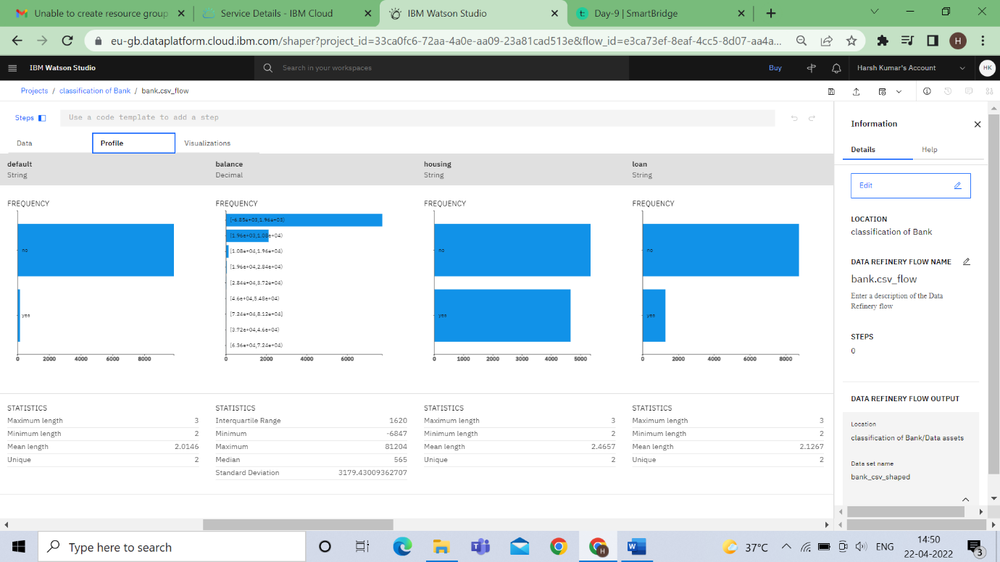 Unable to create resource group
Service Details - IBM Cloud
IBM Watson Studio
t: Day-9 | SmartBridge
eu-gb.dataplatform.cloud.ibm.com/shaper?project_id=33ca0fc6-72aa-4a0e-aa09-23a81cad513e&flow_id=e3ca73ef-8eaf-4cc5-8d07-aa4a...
H
IBM Watson Studio
Search in your workspaces
Buy
Harsh Kumar's Account
HK
Projects / classification of Bank / bank.csv_flow
Steps
Use a code template to add a step
Data
Profile
Visualizations
default
String
balance
Decimal
housing
String
loan
String
FREQUENCY
no
yes
0 2000 4000 6000 8000
FREQUENCY
[-6.85e+03,1.96e+03)
[1.96e+03,1.08e+04)
[1.08e+04,1.96e+04)
[1.96e+04,2.84e+04)
[2.84e+04,3.72e+04)
[4.6e+04,5.48e+04)
[7.24e+04,8.12e+04]
[3.72e+04,4.6e+04)
[6.36e+04,7.24e+04)
0 2000 4000 6000
FREQUENCY
no
yes
0 1000 2000 3000 4000 5000
FREQUENCY
no
yes
0 2000 4000 6000 8000
STATISTICS
Maximum length 3
Minimum length 2
Mean length 2.0146
Unique 2
STATISTICS
Interquartile Range 1620
Minimum -6847
Maximum 81204
Median 565
Standard Deviation 3179.43009362707
STATISTICS
Maximum length 3
Minimum length 2
Mean length 2.4657
Unique 2
STATISTICS
Maximum length 3
Minimum length 2
Mean length 2.1267
Unique 2
Information
Details
Help
Edit
LOCATION
classification of Bank
DATA REFINERY FLOW NAME
bank.csv_flow
Enter a description of the Data
Refinery flow
STEPS
0
DATA REFINERY FLOW OUTPUT
Location
classification of Bank/Data assets
Data set name
bank_csv_shaped
Type here to search
H
W
37°C
ENG
14:50
22-04-2022
3